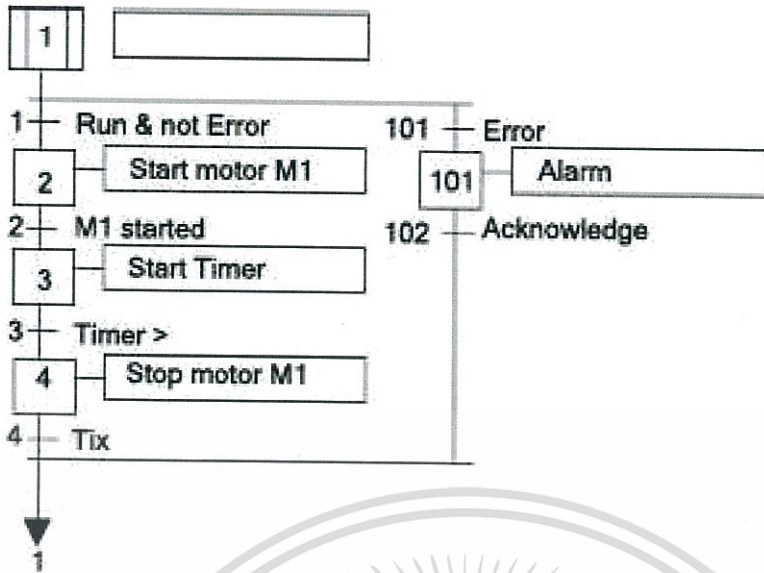 1
1 Run & not Error
101 Error
2 Start motor M1
101 Alarm
2 M1 started
102 Acknowledge
3 Start Timer
3 Timer >
4 Stop motor M1
4 Tix
1